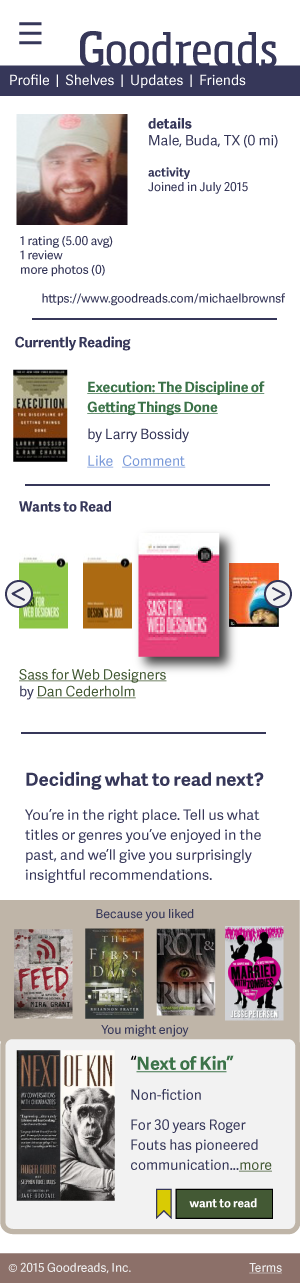 ☰ Goodreads
Profile | Shelves | Updates | Friends
details
Male, Buda, TX (0 mi)
activity
Joined in July 2015
1 rating (5.00 avg)
1 review
more photos (0)
https://www.goodreads.com/michaelbrownsf
Currently Reading
EXECUTION
THE DISCIPLINE OF
GETTING THINGS DONE
LARRY BOSSIDY
& RAM CHARAN
Execution: The Discipline of
Getting Things Done
by Larry Bossidy
Like Comment
Wants to Read
<
FOR
WEB DESIGNERS
DESIGN IS A JOB
SASS FOR
WEB DESIGNERS
>
Sass for Web Designers
by Dan Cederholm
Deciding what to read next?
You're in the right place. Tell us what
titles or genres you've enjoyed in the
past, and we'll give you surprisingly
insightful recommendations.
Because you liked
FEED
MIRA GRANT
THE
FIRST
DAYS
RHIANNON FRATER
ROT &
RUIN
MARRIED
WITH ZOMBIES
JESSE PETERSEN
You might enjoy
NEXT OF KIN
MY CONVERSATIONS
WITH CHIMPANZEES
ROGER FOUTS
JANE GOODALL
“Next of Kin”
Non-fiction
For 30 years Roger
Fouts has pioneered
communication...more
want to read
© 2015 Goodreads, Inc. Terms